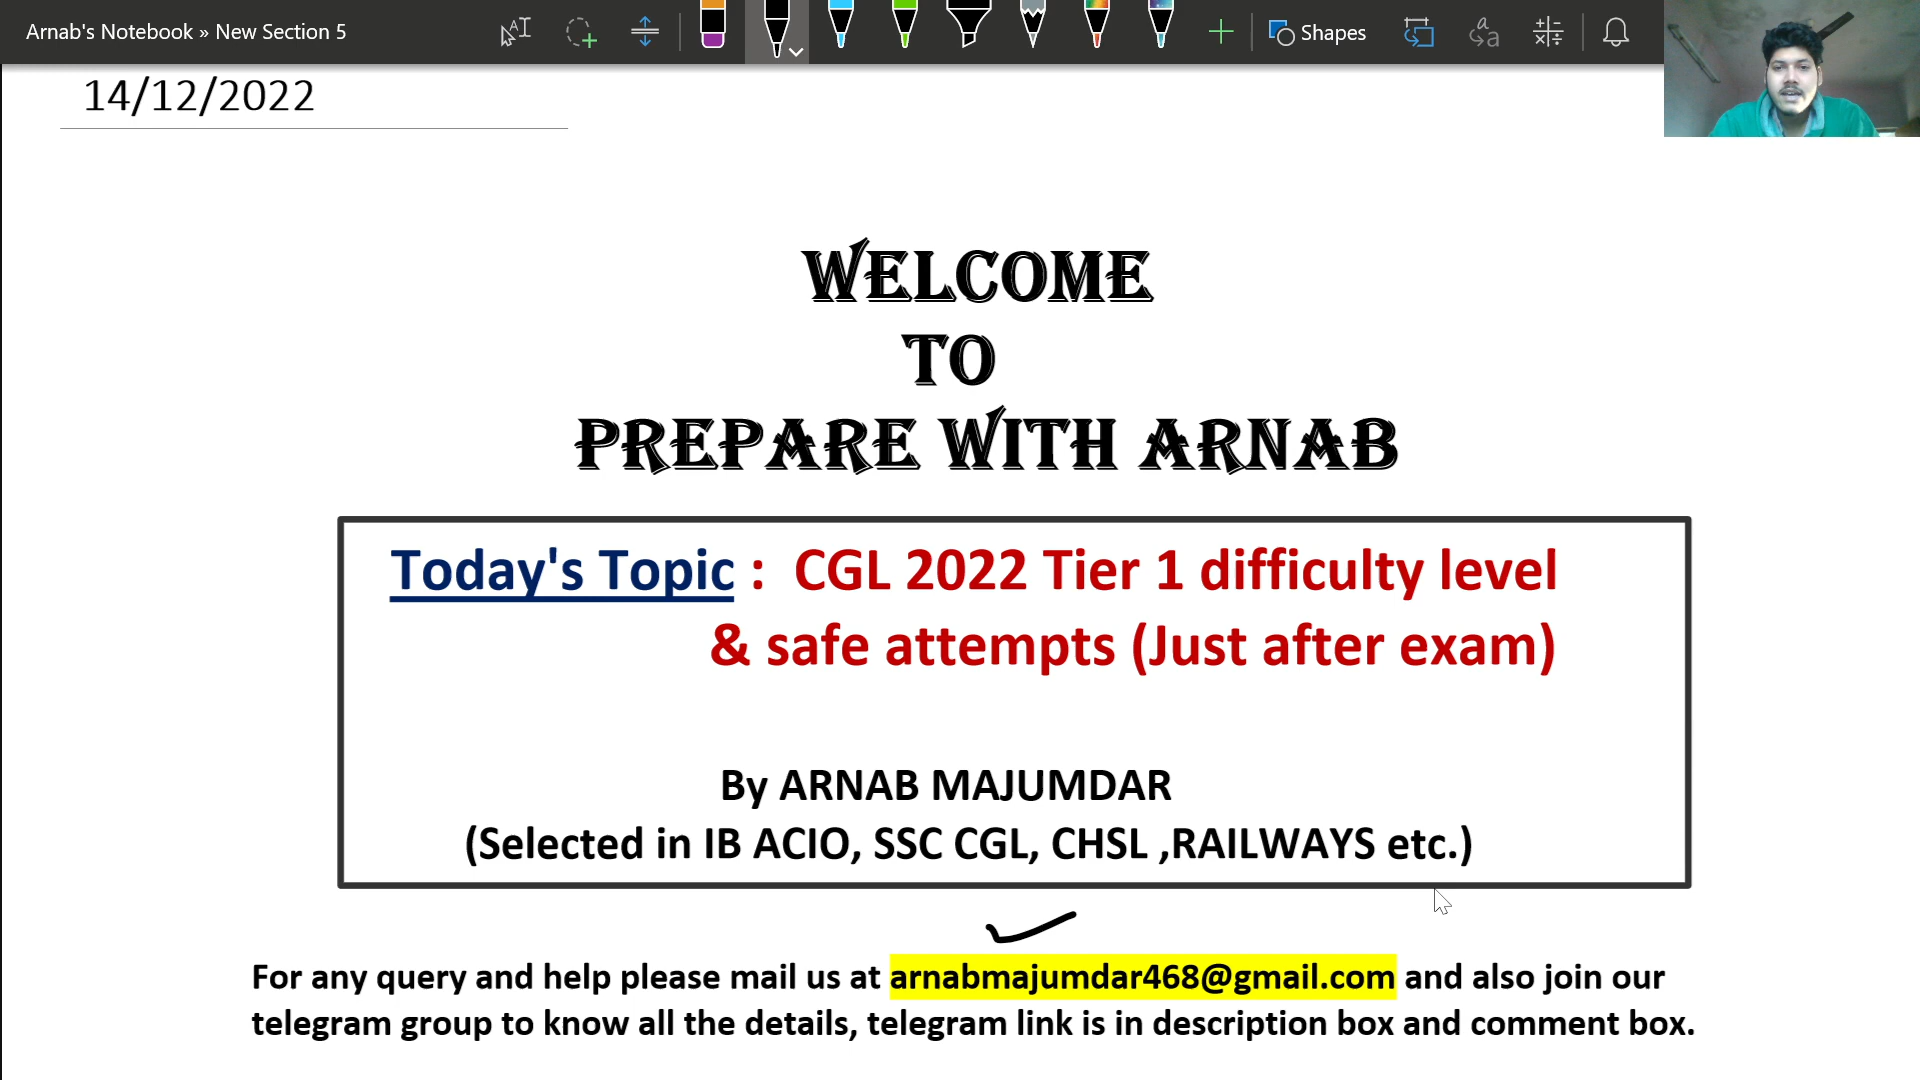 Arnab's Notebook » New Section 5
Shapes
14/12/2022
WELCOME
TO
PREPARE WITH ARNAB
Today's Topic : CGL 2022 Tier 1 difficulty level
& safe attempts (Just after exam)
By ARNAB MAJUMDAR
(Selected in IB ACIO, SSC CGL, CHSL ,RAILWAYS etc.)
For any query and help please mail us at arnabmajumdar468@gmail.com and also join our
telegram group to know all the details, telegram link is in description box and comment box.